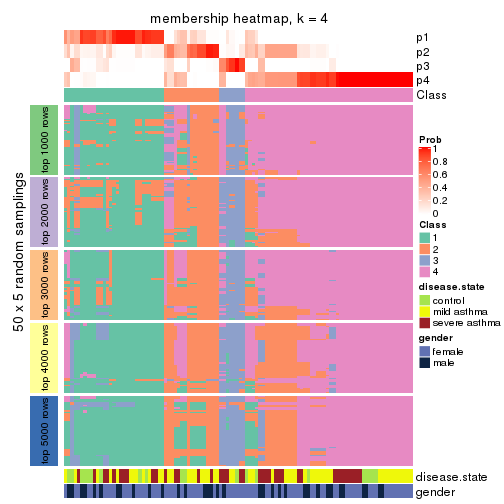 membership heatmap, k = 4
p1
p2
p3
p4
Class
50 x 5 random samplings
top 1000 rows
top 2000 rows
top 3000 rows
top 4000 rows
top 5000 rows
disease.state
gender
Prob
1
0.8
0.6
0.4
0.2
0
Class
1
2
3
4
disease.state
control
mild asthma
severe asthma
gender
female
male